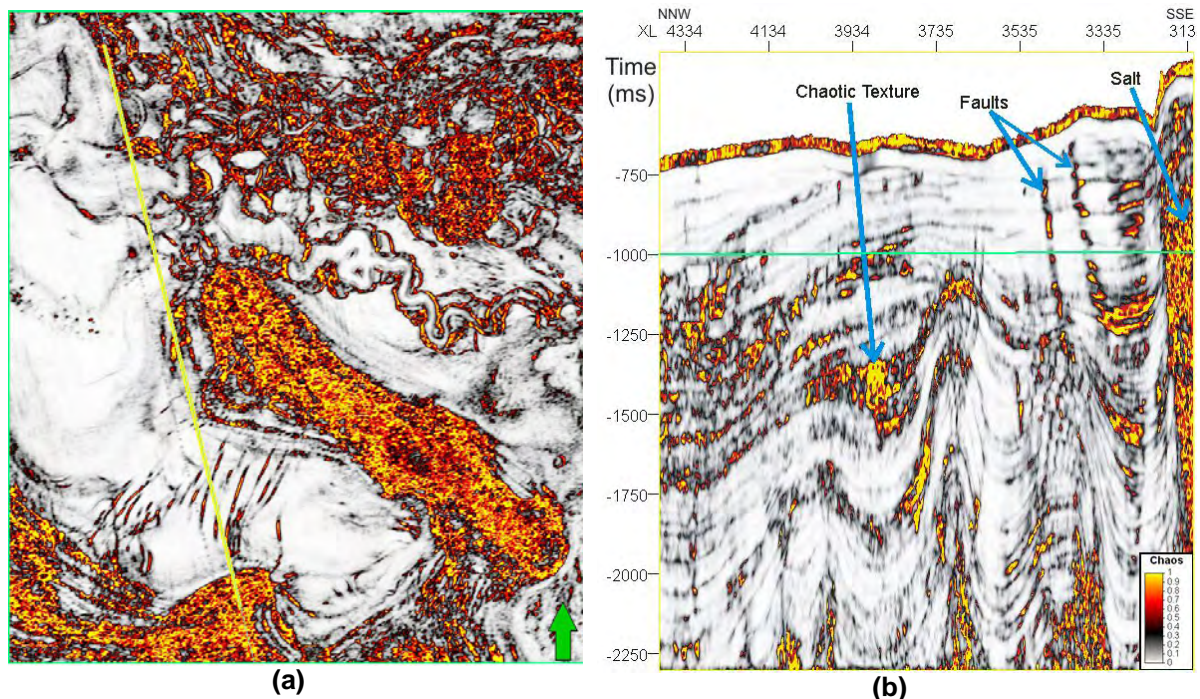 NNW SSE
XL 4334 4134 3934 3735 3535 3335 313
Time
(ms)
Chaotic Texture
Faults
Salt
-750
-1000
-1250
-1500
-1750
-2000
-2250
Chaos
1
0.9
0.8
0.7
0.6
0.5
0.4
0.3
0.2
0.1
0
(a)
(b)